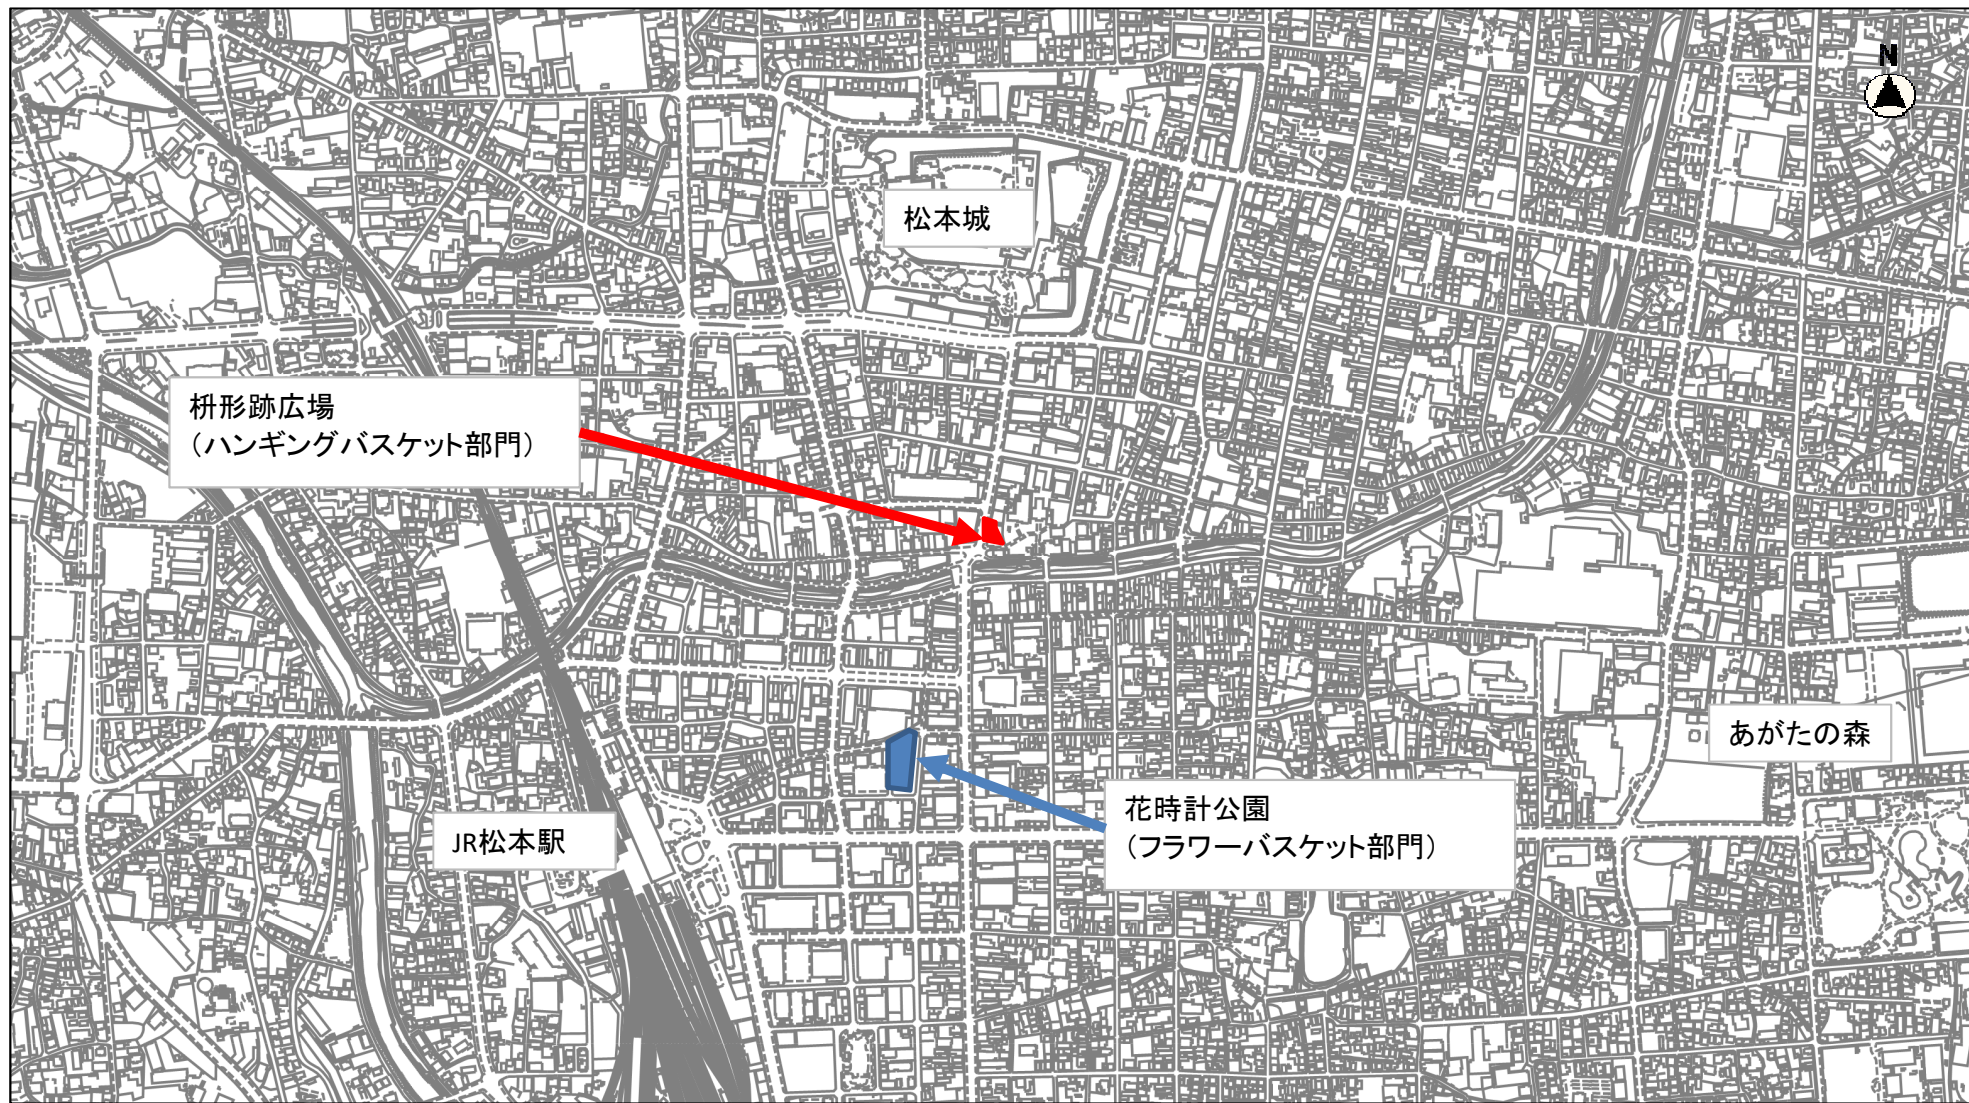 N
松本城
枡形跡広場
（ハンギングバスケット部門）
あがたの森
花時計公園
（フラワーバスケット部門）
JR松本駅